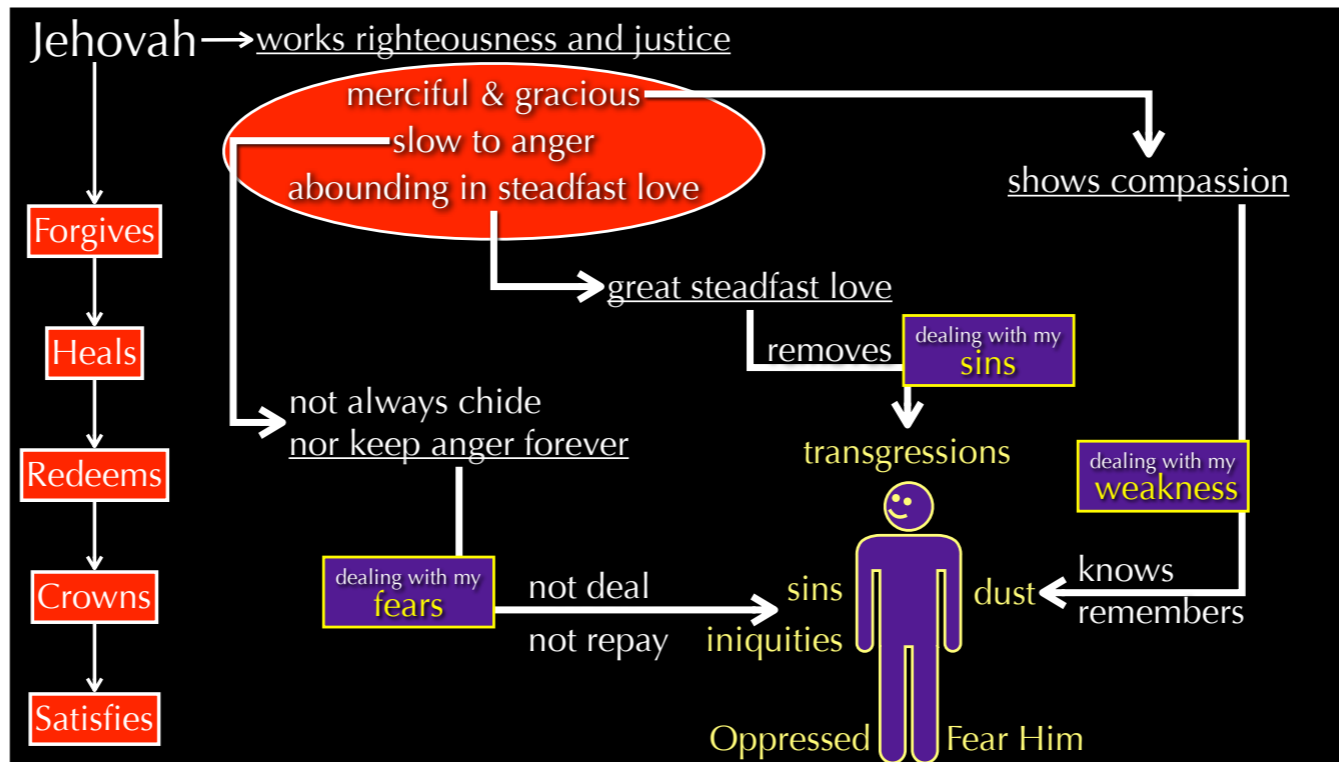 Jehovah
works righteousness and justice
merciful & gracious
slow to anger
abounding in steadfast love
shows compassion
Forgives
Heals
Redeems
Crowns
Satisfies
great steadfast love
removes
dealing with my
sins
transgressions
not always chide
nor keep anger forever
dealing with my
fears
not deal
not repay
sins
iniquities
dealing with my
weakness
knows
remembers
dust
Oppressed
Fear Him